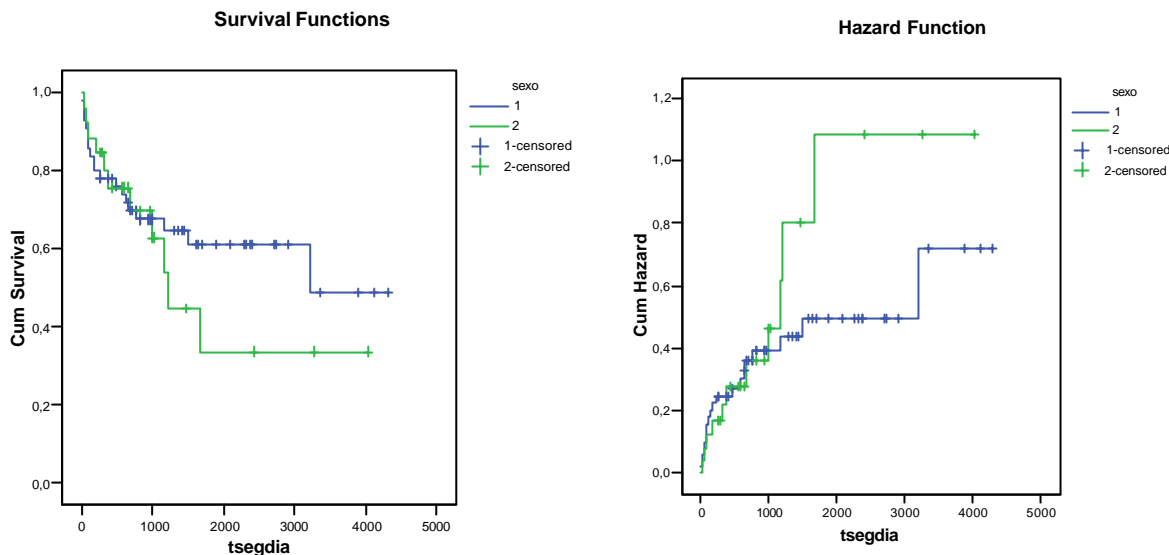 Survival Functions
1,0
0,8
0,6
0,4
0,2
0,0
Cum Survival
0 1000 2000 3000 4000 5000
tsegdia
sexo
1
2
1-censored
2-censored
Hazard Function
1,2
1,0
0,8
0,6
0,4
0,2
0,0
Cum Hazard
0 1000 2000 3000 4000 5000
tsegdia
sexo
1
2
1-censored
2-censored